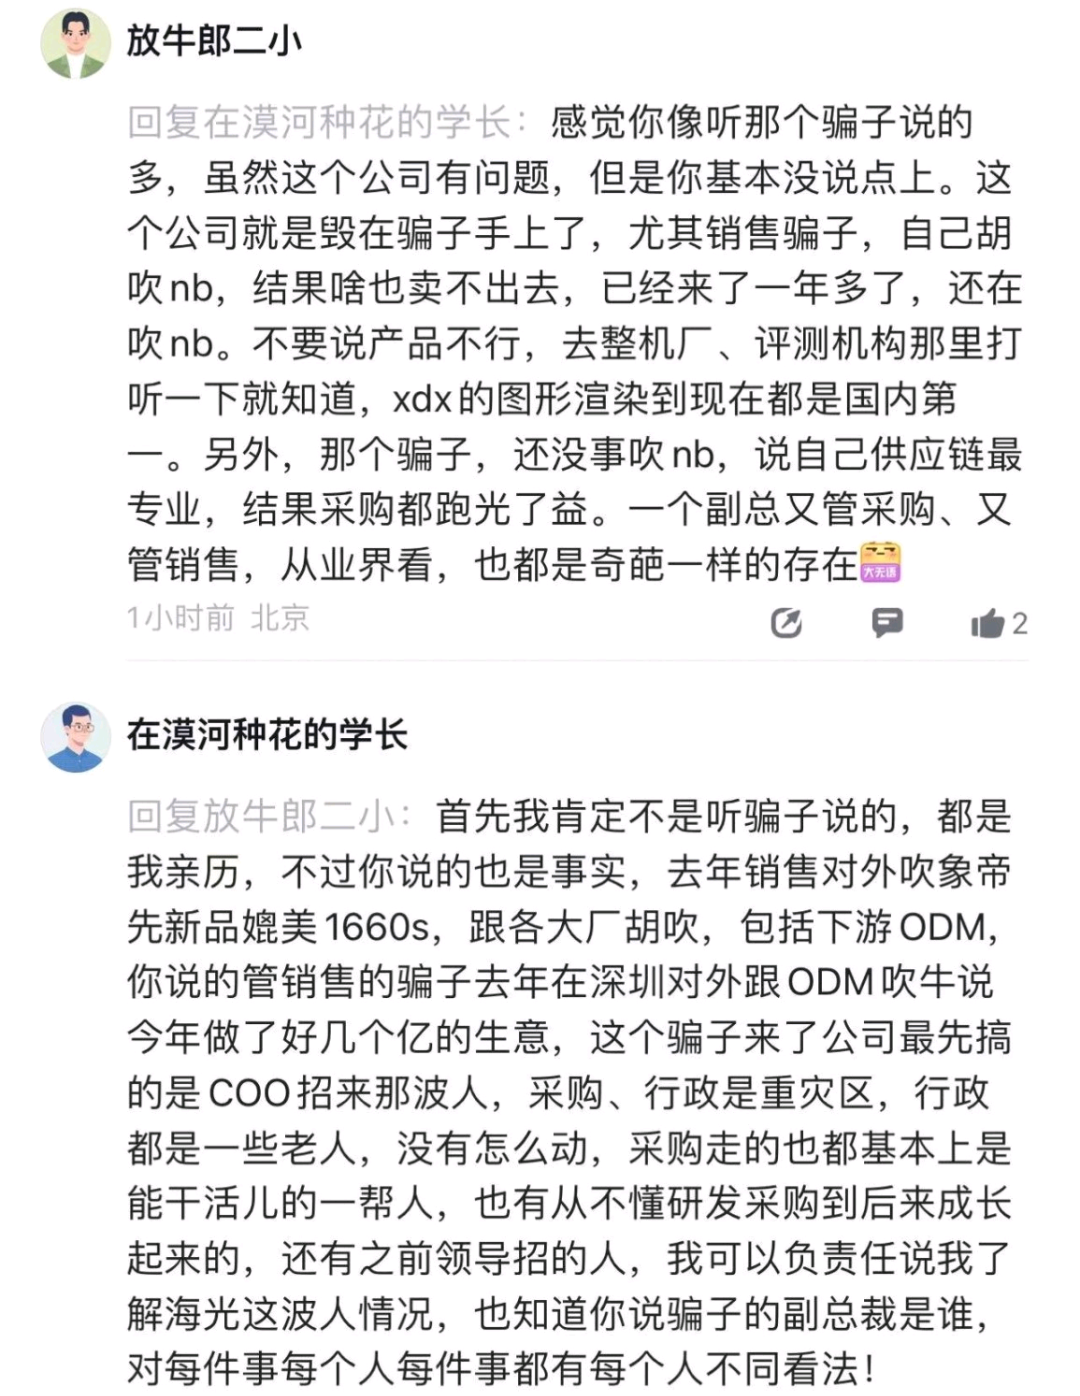 放牛郎二小
回复在漠河种花的学长：感觉你像听那个骗子说的
多，虽然这个公司有问题，但是你基本没说点上。这
个公司就是毁在骗子手上了，尤其销售骗子，自己胡
吹nb，结果啥也卖不出去，已经来了一年多了，还在
吹nb。不要说产品不行，去整机厂、评测机构那里打
听一下就知道，xdx的图形渲染到现在都是国内第
一。另外，那个骗子，还没事吹nb，说自己供应链最
专业，结果采购都跑光了益。一个副总又管采购、又
管销售，从业界看，也都是奇葩一样的存在
大无语
1小时前 北京
2
在漠河种花的学长
回复放牛郎二小：首先我肯定不是听骗子说的，都是
我亲历，不过你说的也是事实，去年销售对外吹象帝
先新品媲美1660s，跟各大厂胡吹，包括下游ODM，
你说的管销售的骗子去年在深圳对外跟ODM吹牛说
今年做了好几个亿的生意，这个骗子来了公司最先搞
的是COO招来那波人，采购、行政是重灾区，行政
都是一些老人，没有怎么动，采购走的也都基本上是
能干活儿的一帮人，也有从不懂研发采购到后来成长
起来的，还有之前领导招的人，我可以负责任说我了
解海光这波人情况，也知道你说骗子的副总裁是谁，
对每件事每个人每件事都有每个人不同看法！